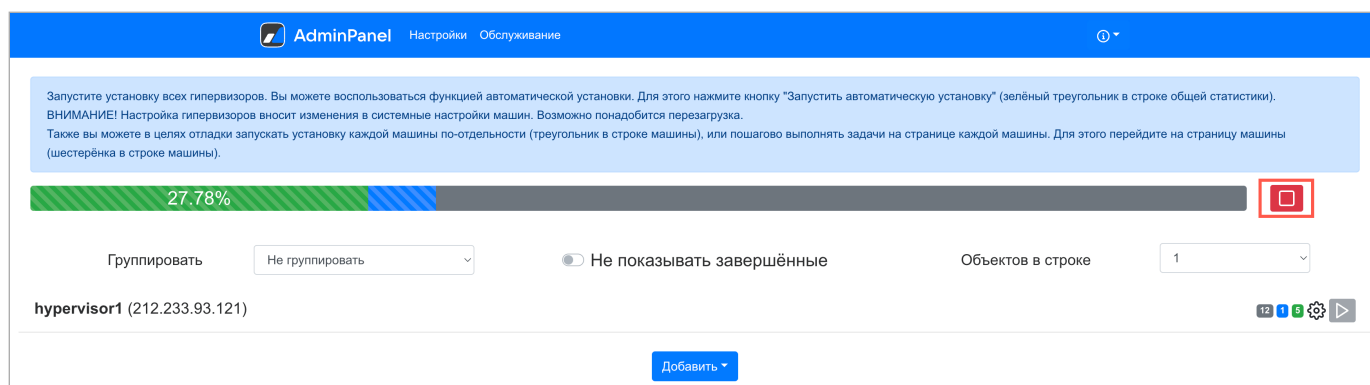 AdminPanel Настройки Обслуживание
Запустите установку всех гипервизоров. Вы можете воспользоваться функцией автоматической установки. Для этого нажмите кнопку "Запустить автоматическую установку" (зелёный треугольник в строке общей статистики).
ВНИМАНИЕ! Настройка гипервизоров вносит изменения в системные настройки машин. Возможно понадобится перезагрузка.
Также вы можете в целях отладки запускать установку каждой машины по-отдельности (треугольник в строке машины), или пошагово выполнять задачи на странице каждой машины. Для этого перейдите на страницу машины
(шестерёнка в строке машины).
27.78%
Группировать Не группировать Не показывать завершённые Объектов в строке 1
hypervisor1 (212.233.93.121) 12 1 5
Добавить